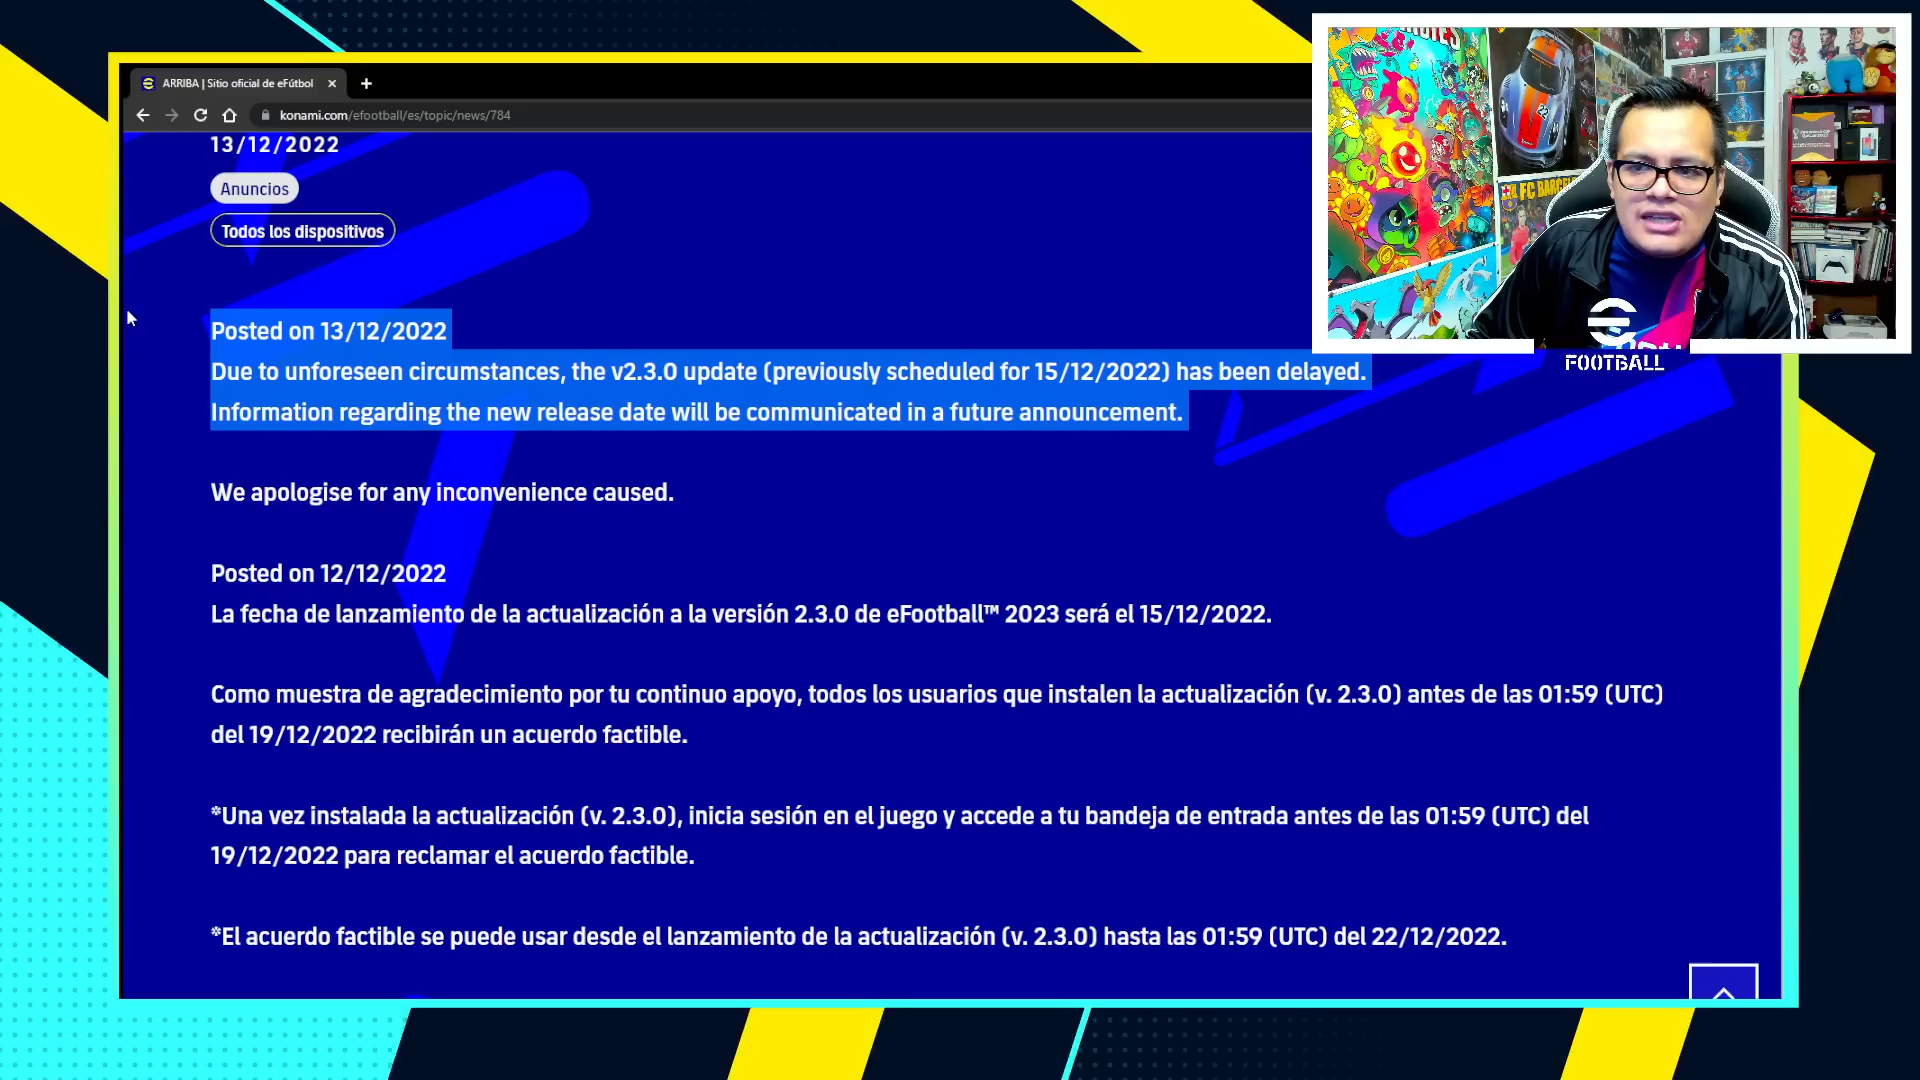 ARRIBA | Sitio oficial de eFútbol
konami.com/efootball/es/topic/news/784
13/12/2022
Anuncios
Todos los dispositivos
Posted on 13/12/2022
Due to unforeseen circumstances, the v2.3.0 update (previously scheduled for 15/12/2022) has been delayed.
Information regarding the new release date will be communicated in a future announcement.
We apologise for any inconvenience caused.
Posted on 12/12/2022
La fecha de lanzamiento de la actualización a la versión 2.3.0 de eFootball™ 2023 será el 15/12/2022.
Como muestra de agradecimiento por tu continuo apoyo, todos los usuarios que instalen la actualización (v. 2.3.0) antes de las 01:59 (UTC)
del 19/12/2022 recibirán un acuerdo factible.
*Una vez instalada la actualización (v. 2.3.0), inicia sesión en el juego y accede a tu bandeja de entrada antes de las 01:59 (UTC) del
19/12/2022 para reclamar el acuerdo factible.
*El acuerdo factible se puede usar desde el lanzamiento de la actualización (v. 2.3.0) hasta las 01:59 (UTC) del 22/12/2022.
FC BARCEL
FOOTBALL